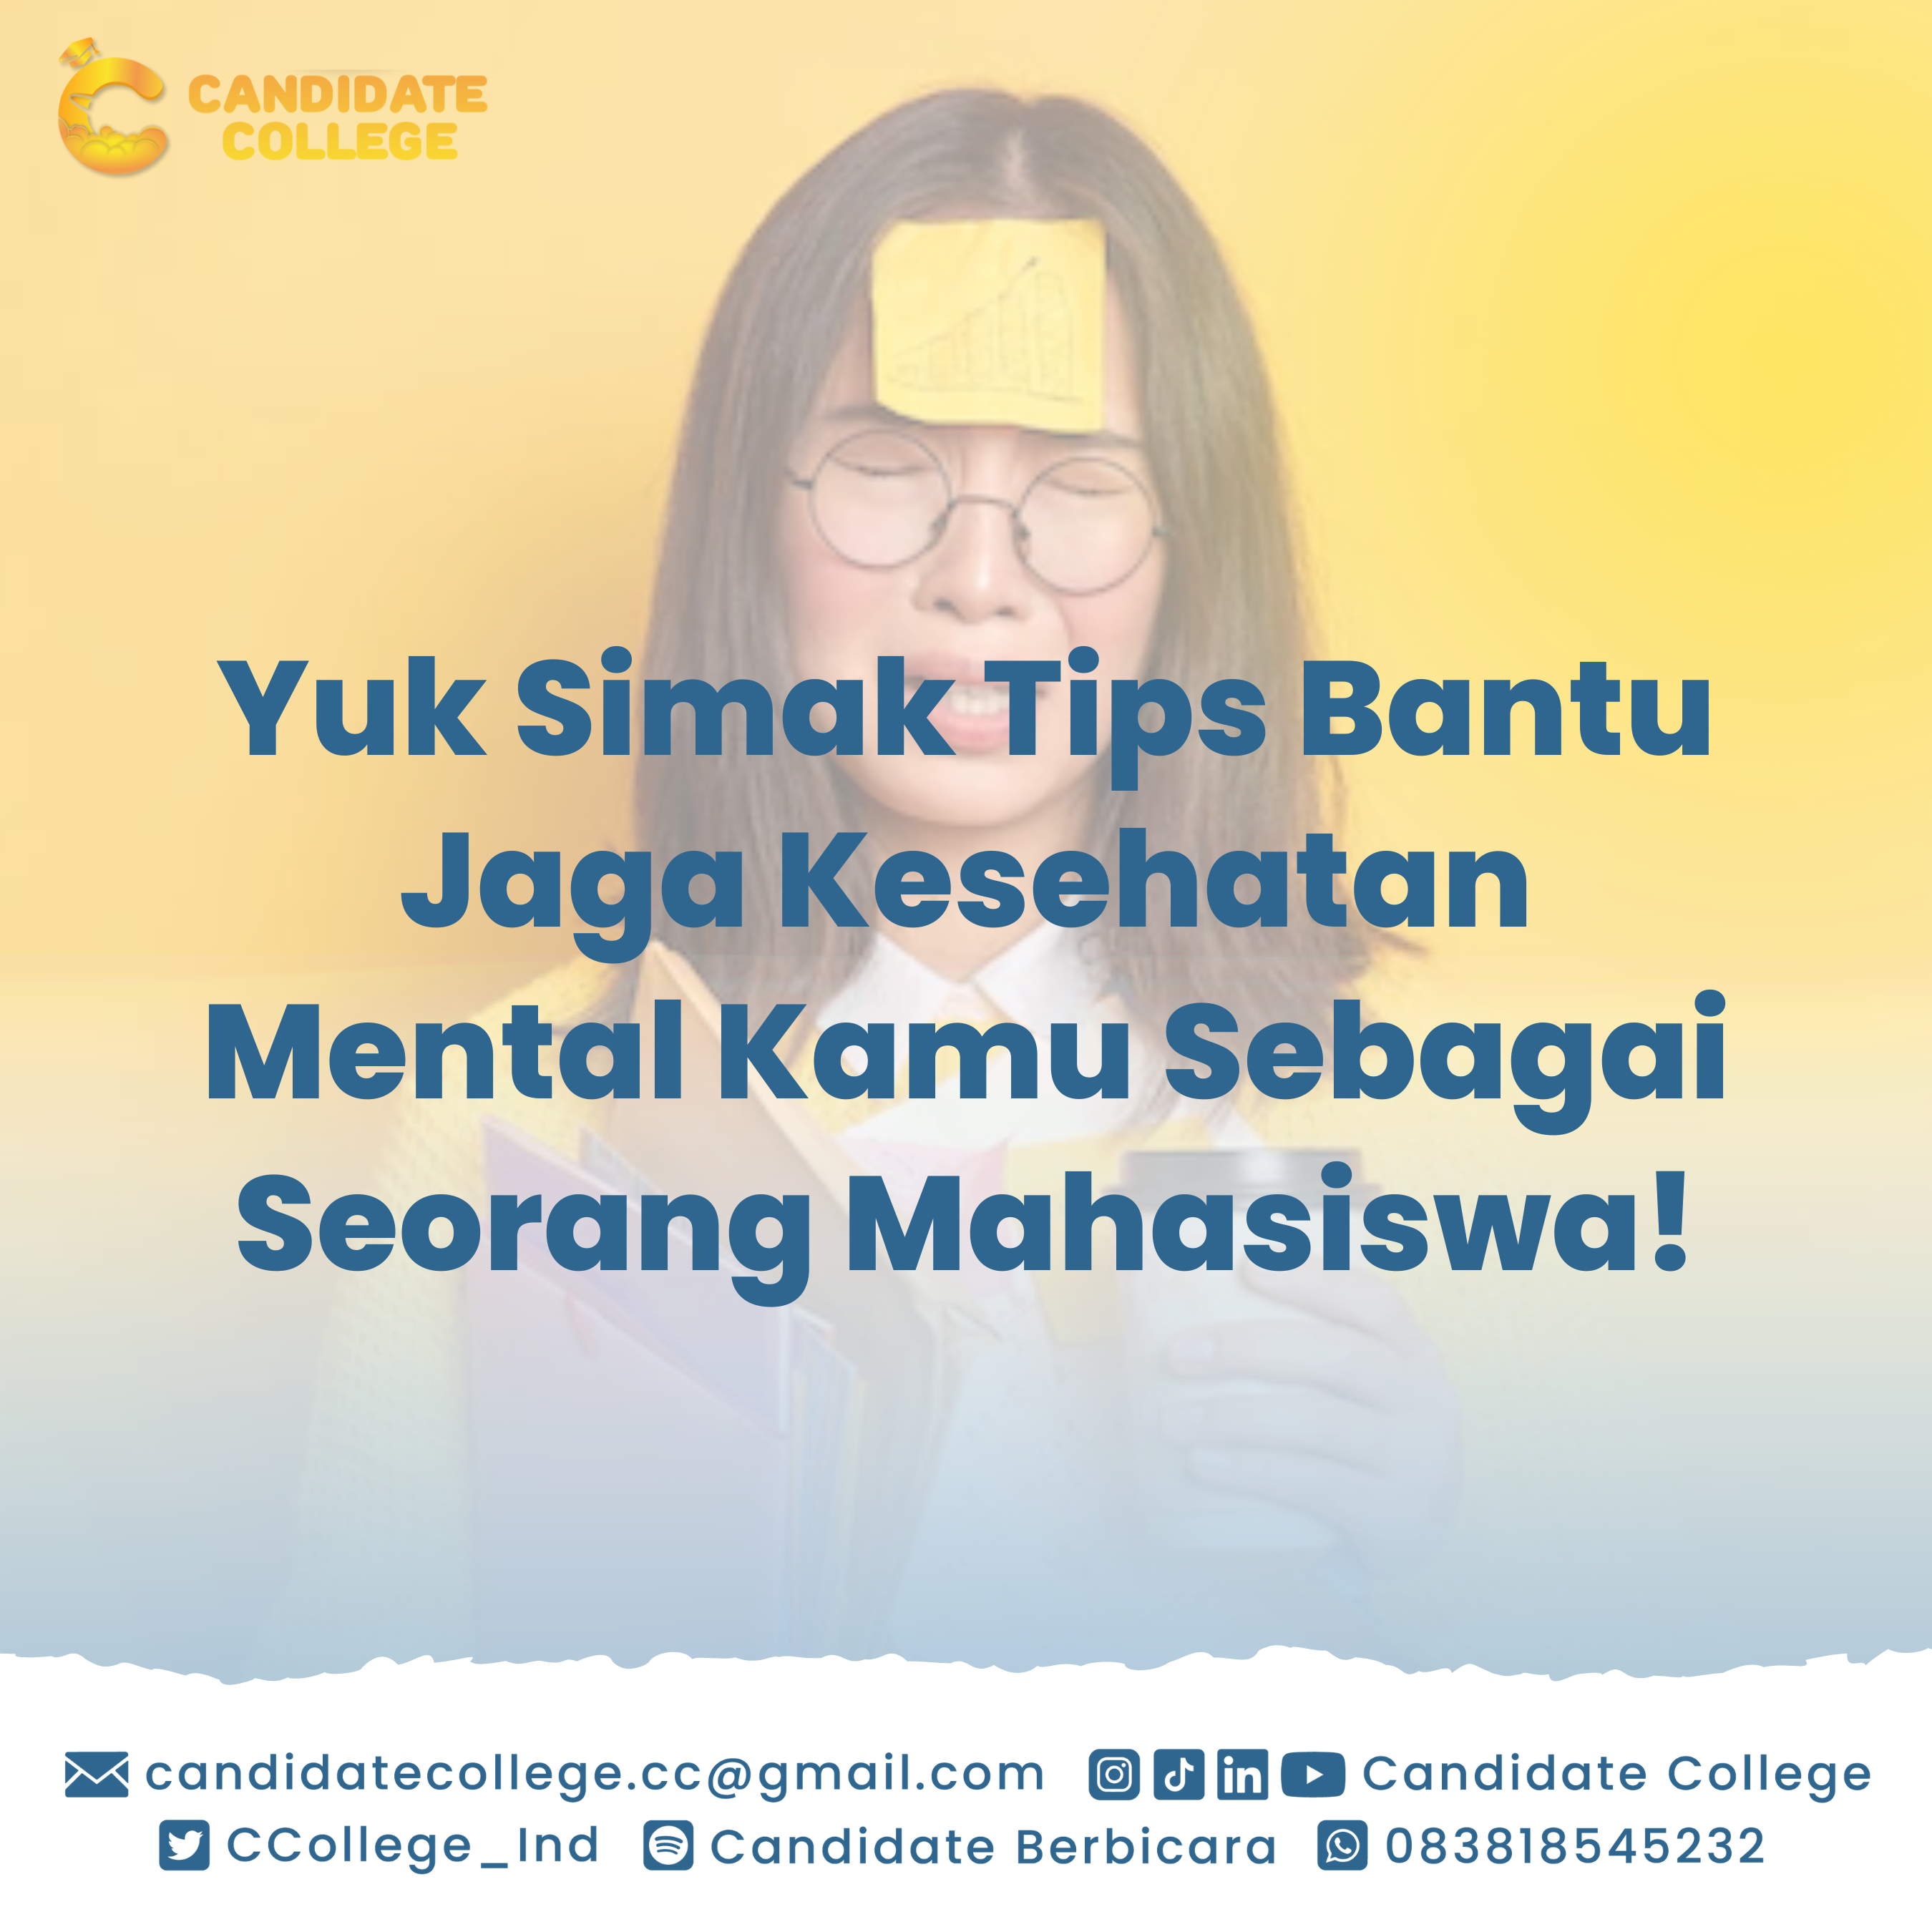 CANDIDATE
COLLEGE
Yuk Simak Tips Bantu
Jaga Kesehatan
Mental Kamu Sebagai
Seorang Mahasiswa!
candidatecollege.cc@gmail.com
Candidate College
CCollege_Ind
Candidate Berbicara
083818545232